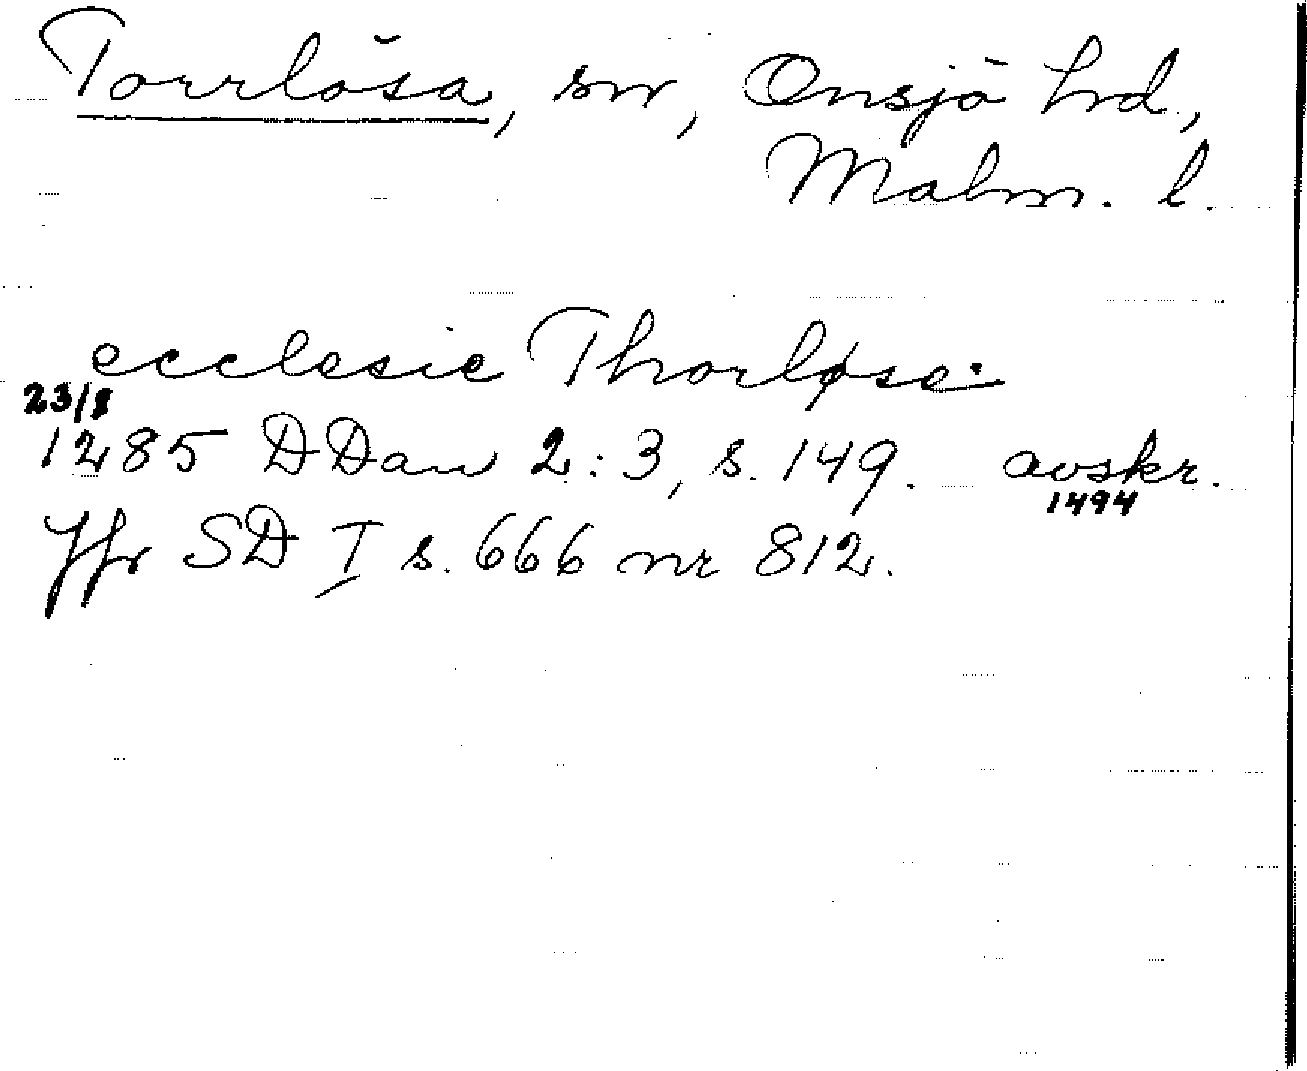 Torrlösa, sn, Onsjö hd,
Malm. l.
ecclesie Thorløse.
23/1
1285 DDan 2:3, s. 149. avskr.
1494
Jfr SD I s. 666 nr 812.